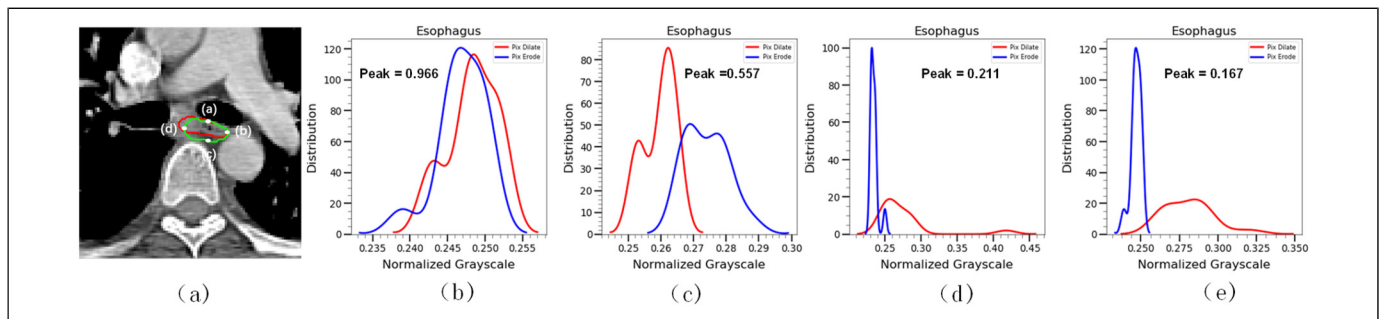 (a)
(b)
(d)
(c)
(a)
Esophagus
Pix Dilate
Pix Erode
Peak = 0.966
Distribution
120
100
80
60
40
20
0
0.235 0.240 0.245 0.250 0.255
Normalized Grayscale
(b)
Esophagus
Pix Dilate
Pix Erode
Peak =0.557
Distribution
80
70
60
50
40
30
20
10
0
0.25 0.26 0.27 0.28 0.29 0.30
Normalized Grayscale
(c)
Esophagus
Pix Dilate
Pix Erode
Peak = 0.211
Distribution
100
80
60
40
20
0
0.25 0.30 0.35 0.40 0.45
Normalized Grayscale
(d)
Esophagus
Pix Dilate
Pix Erode
Peak = 0.167
Distribution
120
100
80
60
40
20
0
0.250 0.275 0.300 0.325 0.350
Normalized Grayscale
(e)